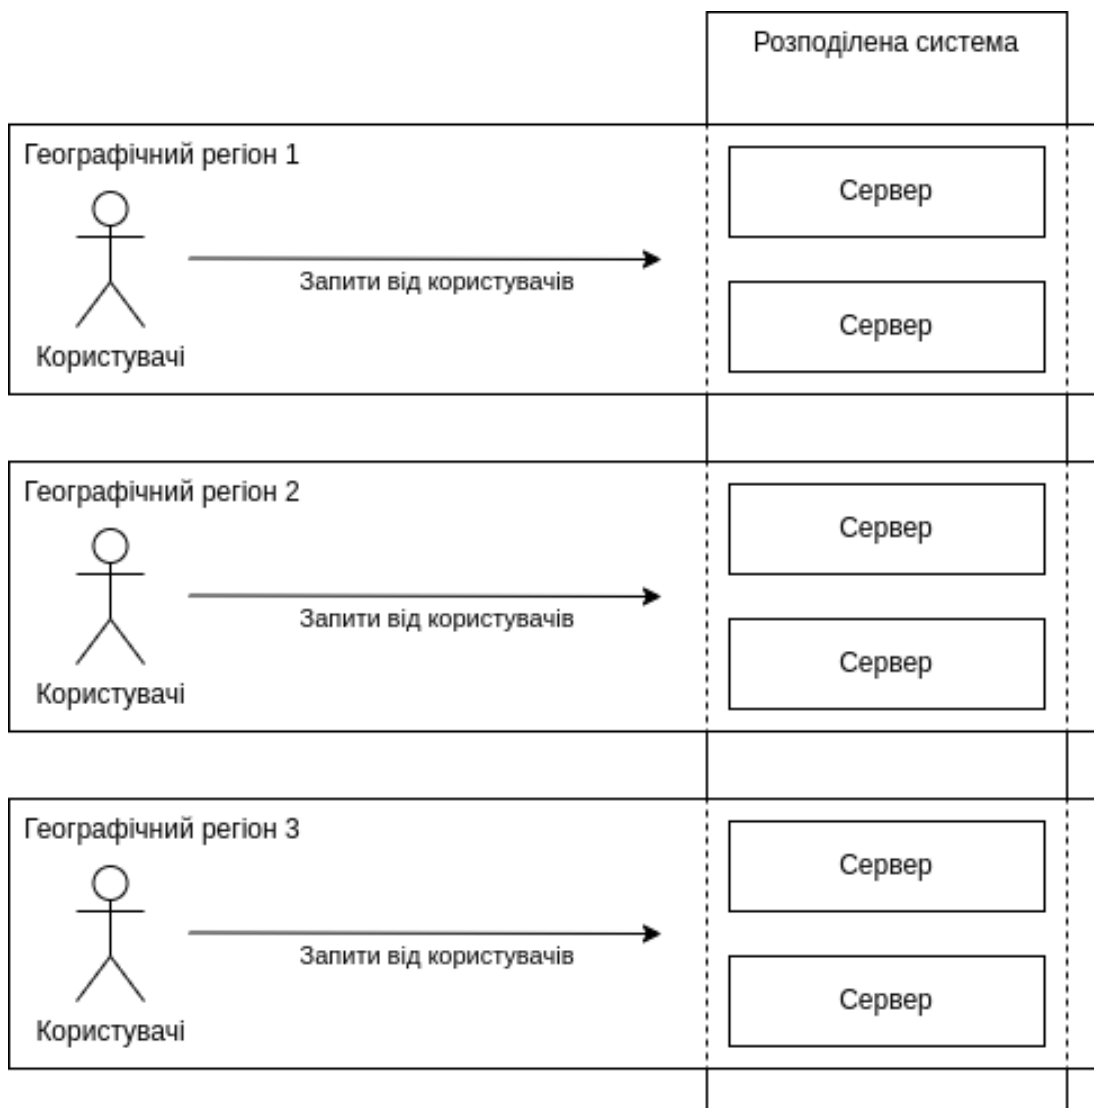 Розподілена система
Географічний регіон 1
Сервер
Запити від користувачів
Сервер
Користувачі
Географічний регіон 2
Сервер
Запити від користувачів
Сервер
Користувачі
Географічний регіон 3
Сервер
Запити від користувачів
Сервер
Користувачі